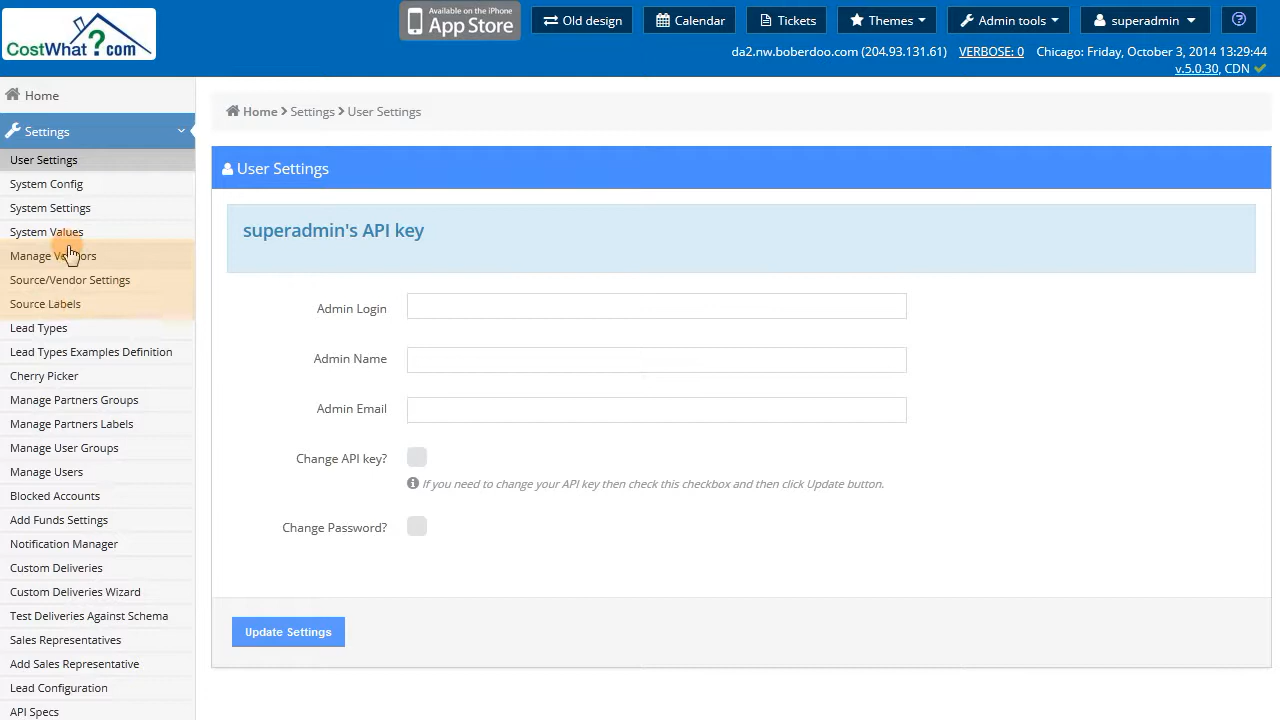 CostWhat?com
Available on the iPhone
App Store
Old design
Calendar
Tickets
Themes
Admin tools
superadmin
da2.nw.boberdoo.com (204.93.131.61) VERBOSE: 0 Chicago: Friday, October 3, 2014 13:29:44
v.5.0.30, CDN
Home
Settings
User Settings
System Config
System Settings
System Values
Manage Vendors
Source/Vendor Settings
Source Labels
Lead Types
Lead Types Examples Definition
Cherry Picker
Manage Partners Groups
Manage Partners Labels
Manage User Groups
Manage Users
Blocked Accounts
Add Funds Settings
Notification Manager
Custom Deliveries
Custom Deliveries Wizard
Test Deliveries Against Schema
Sales Representatives
Add Sales Representative
Lead Configuration
API Specs
Home > Settings > User Settings
User Settings
superadmin's API key
Admin Login
Admin Name
Admin Email
Change API key?
If you need to change your API key then check this checkbox and then click Update button.
Change Password?
Update Settings